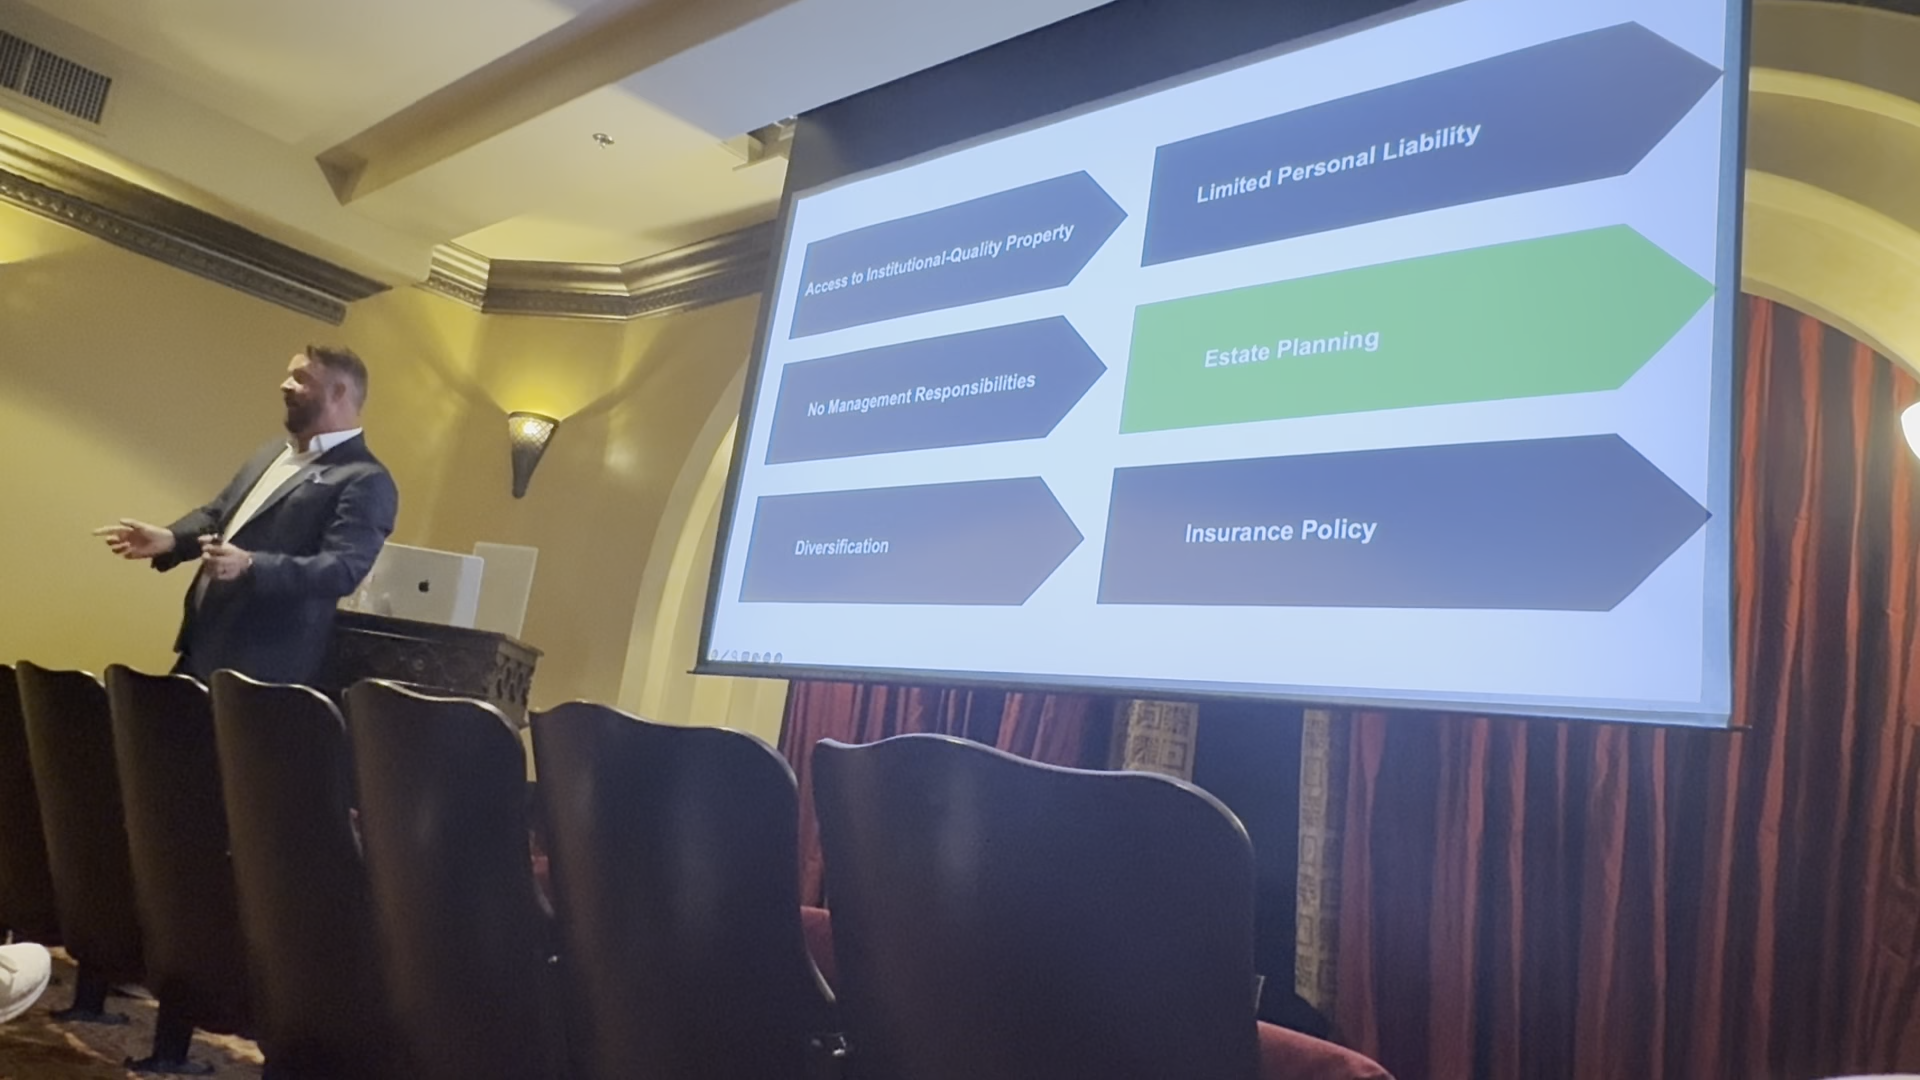 Access to Institutional-Quality Property
No Management Responsibilities
Diversification
Limited Personal Liability
Estate Planning
Insurance Policy